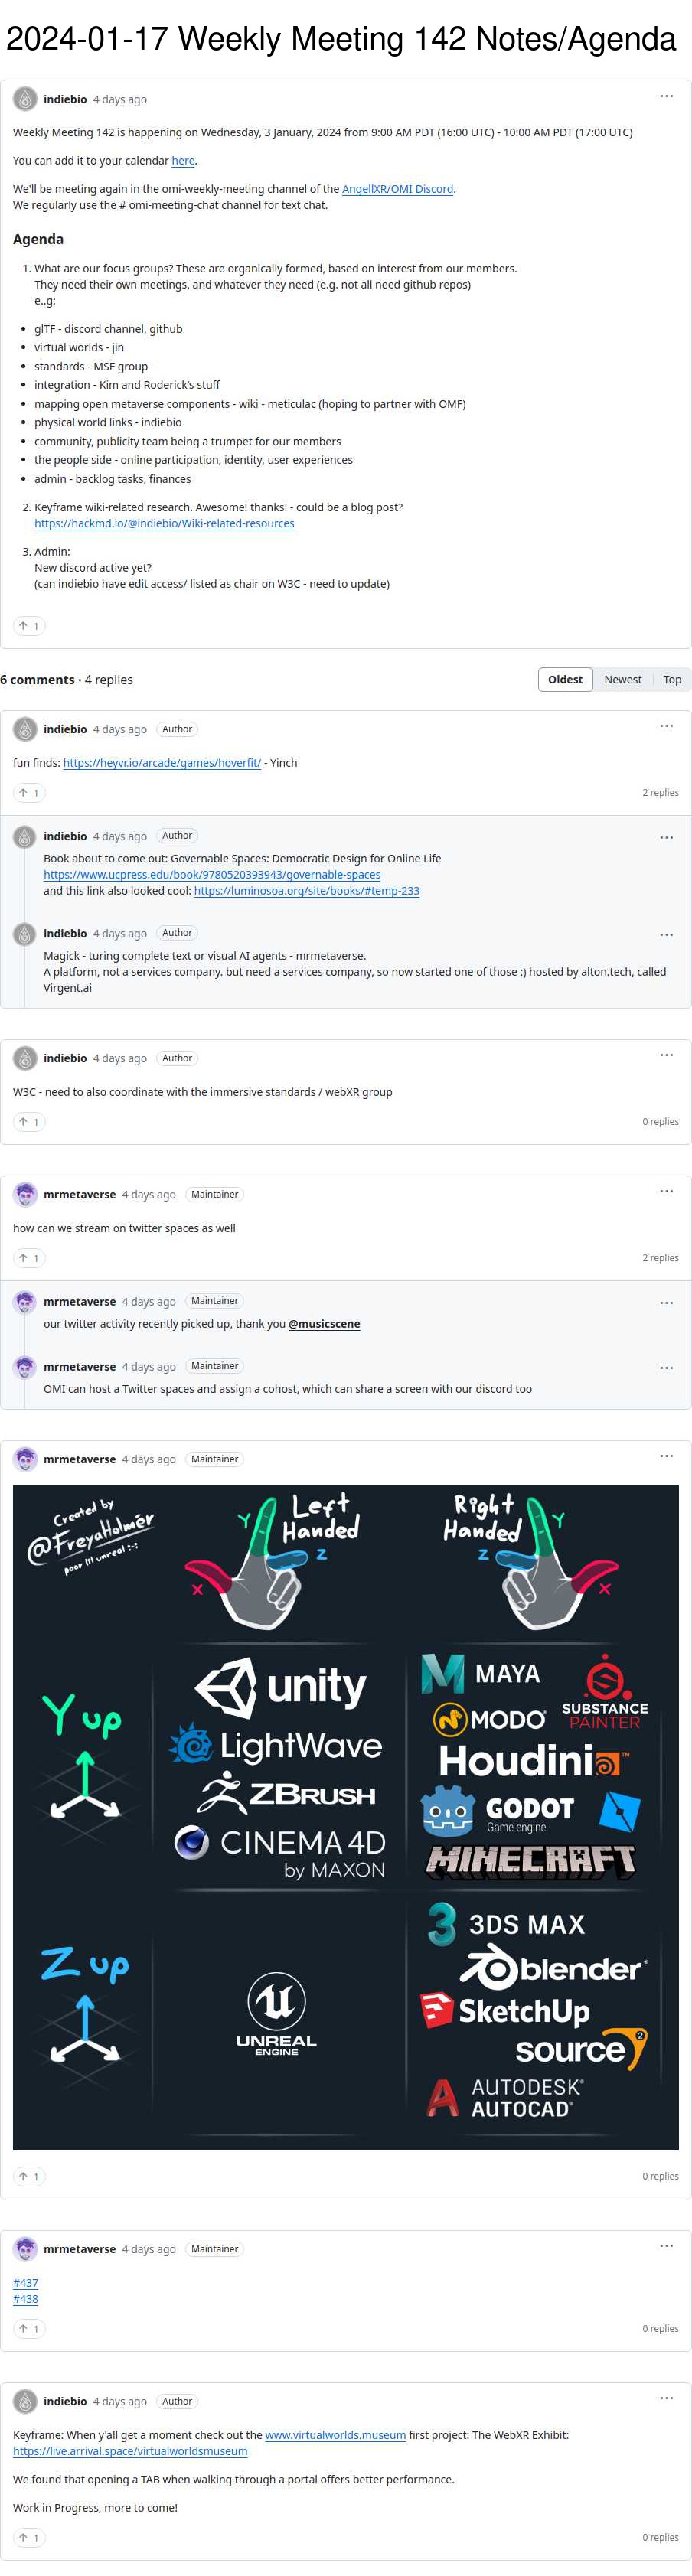 2024-01-17 Weekly Meeting 142 Notes/Agenda
indiebio 4 days ago
Weekly Meeting 142 is happening on Wednesday, 3 January, 2024 from 9:00 AM PDT (16:00 UTC) - 10:00 AM PDT (17:00 UTC)
You can add it to your calendar here.
We'll be meeting again in the omi-weekly-meeting channel of the AngellXR/OMI Discord.
We regularly use the # omi-meeting-chat channel for text chat.
Agenda
1. What are our focus groups? These are organically formed, based on interest from our members.
They need their own meetings, and whatever they need (e.g. not all need github repos)
e..g:
• glTF - discord channel, github
• virtual worlds - jin
• standards - MSF group
• integration - Kim and Roderick's stuff
• mapping open metaverse components - wiki - meticulac (hoping to partner with OMF)
• physical world links - indiebio
• community, publicity team being a trumpet for our members
• the people side - online participation, identity, user experiences
• admin - backlog tasks, finances
2. Keyframe wiki-related research. Awesome! thanks! - could be a blog post?
https://hackmd.io/@indiebio/Wiki-related-resources
3. Admin:
New discord active yet?
(can indiebio have edit access/ listed as chair on W3C - need to update)
↑ 1
6 comments · 4 replies
Oldest Newest Top
indiebio 4 days ago Author
fun finds: https://heyvr.io/arcade/games/hoverfit/ - Yinch
↑ 1
2 replies
indiebio 4 days ago Author
Book about to come out: Governable Spaces: Democratic Design for Online Life
https://www.ucpress.edu/book/9780520393943/governable-spaces
and this link also looked cool: https://luminosoa.org/site/books/#temp-233
indiebio 4 days ago Author
Magick - turing complete text or visual AI agents - mrmetaverse.
A platform, not a services company. but need a services company, so now started one of those :) hosted by alton.tech, called
Virgent.ai
indiebio 4 days ago Author
W3C - need to also coordinate with the immersive standards / webXR group
↑ 1
0 replies
mrmetaverse 4 days ago Maintainer
how can we stream on twitter spaces as well
↑ 1
2 replies
mrmetaverse 4 days ago Maintainer
our twitter activity recently picked up, thank you @musicscene
mrmetaverse 4 days ago Maintainer
OMI can host a Twitter spaces and assign a cohost, which can share a screen with our discord too
mrmetaverse 4 days ago Maintainer
Created by
@FreyaHolmér
poor lil unreal :-:
Left
Handed
Y
Z
X
Right
Handed
Y
Z
X
Y up
unity
LightWave
ZBRUSH
CINEMA 4D
by MAXON
MAYA
MODO
SUBSTANCE
PAINTER
Houdini™
GODOT
Game engine
MINECRAFT
Z up
UNREAL
ENGINE
3
3DS MAX
blender
SketchUp
source 2
AUTODESK®
AUTOCAD®
↑ 1
0 replies
mrmetaverse 4 days ago Maintainer
#437
#438
↑ 1
0 replies
indiebio 4 days ago Author
Keyframe: When y'all get a moment check out the www.virtualworlds.museum first project: The WebXR Exhibit:
https://live.arrival.space/virtualworldsmuseum
We found that opening a TAB when walking through a portal offers better performance.
Work in Progress, more to come!
↑ 1
0 replies